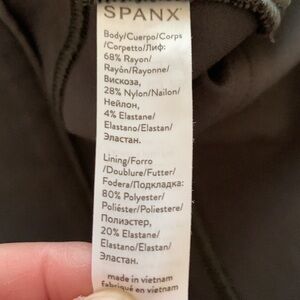 SPANX®
Body/Cuerpo/Corps
/Corpetto/Лиф:
68% Rayon/
Rayón/Rayonne/
Вискоза,
28% Nylon/Nailon/
Нейлон,
4% Elastane/
Elastano/Elastan/
Эластан.
Lining/Forro
/Doublure/Futter/
Fodera/Подкладка:
80% Polyester/
Poliéster/Poliestere/
Полиэстер,
20% Elastane/
Elastano/Elastan/
Эластан.
made in vietnam
fabriqué en vietnam